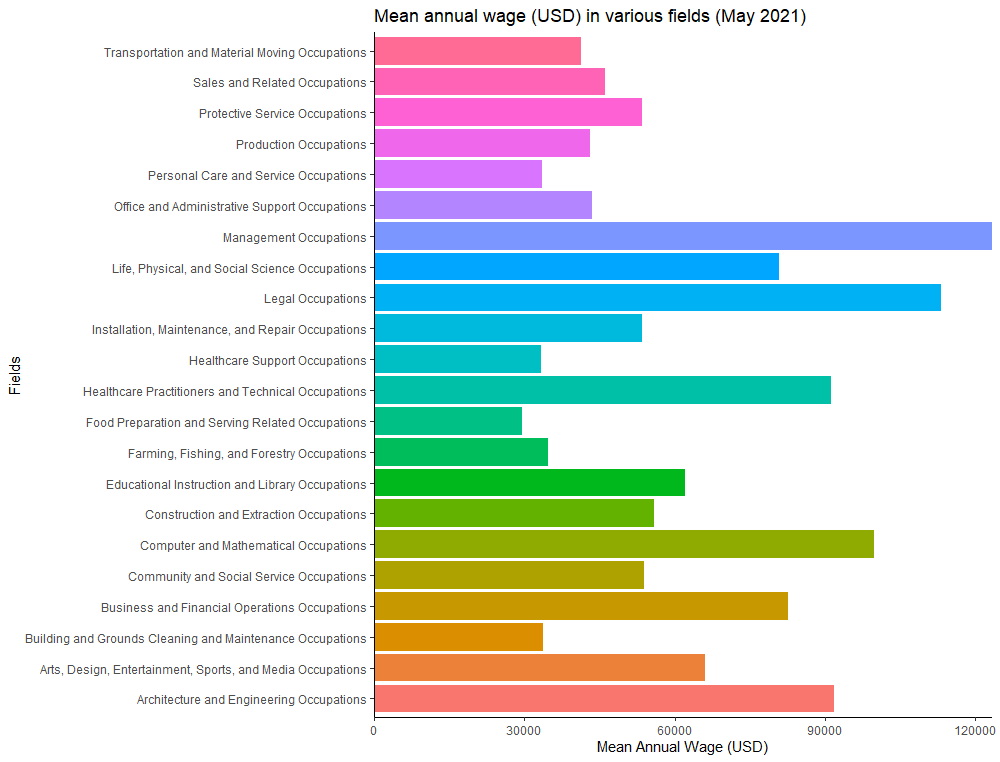 Mean annual wage (USD) in various fields (May 2021)
Transportation and Material Moving Occupations
Sales and Related Occupations
Protective Service Occupations
Production Occupations
Personal Care and Service Occupations
Office and Administrative Support Occupations
Management Occupations
Life, Physical, and Social Science Occupations
Legal Occupations
Installation, Maintenance, and Repair Occupations
Healthcare Support Occupations
Healthcare Practitioners and Technical Occupations
Food Preparation and Serving Related Occupations
Farming, Fishing, and Forestry Occupations
Educational Instruction and Library Occupations
Construction and Extraction Occupations
Computer and Mathematical Occupations
Community and Social Service Occupations
Business and Financial Operations Occupations
Building and Grounds Cleaning and Maintenance Occupations
Arts, Design, Entertainment, Sports, and Media Occupations
Architecture and Engineering Occupations
Fields
0 30000 60000 90000 120000
Mean Annual Wage (USD)